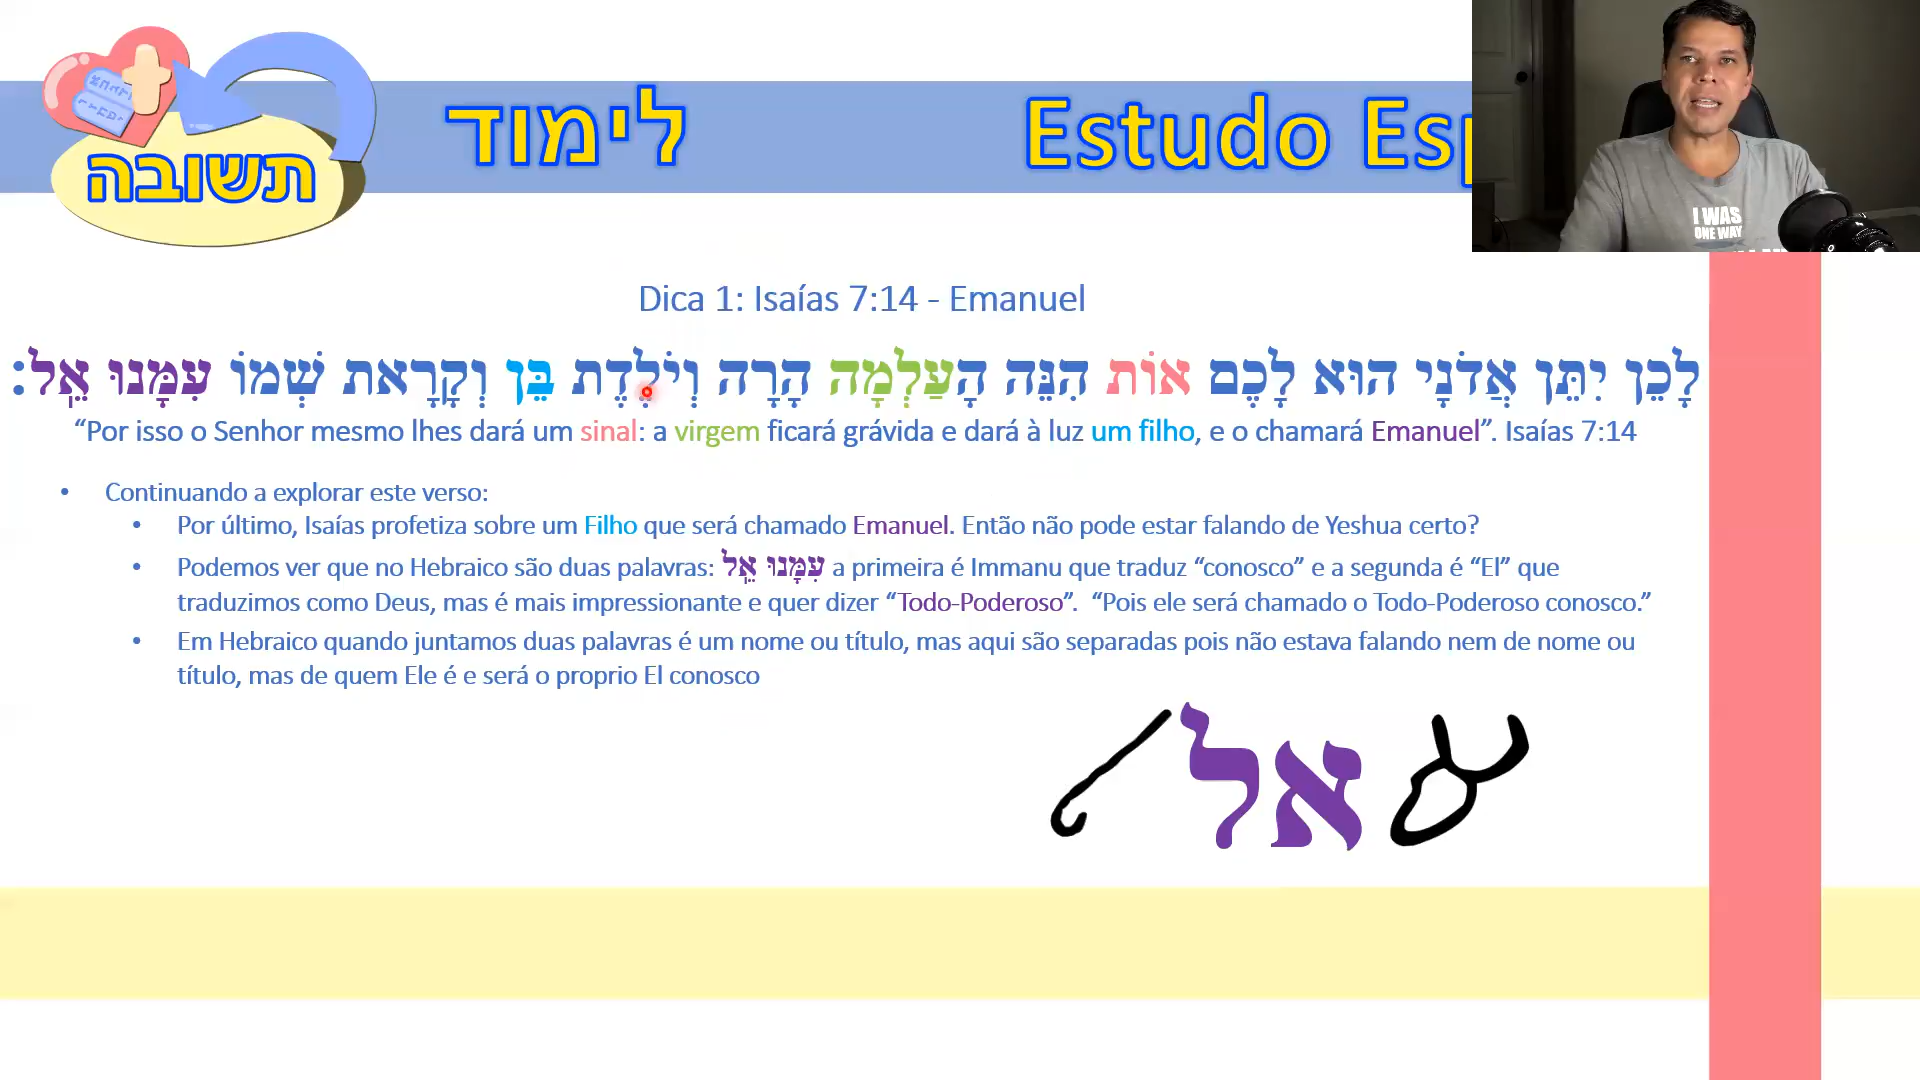 תשובה
לימוד
Estudo Esp
I WAS
ONE WAY
Dica 1: Isaías 7:14 - Emanuel
לָכֵן יִתֵּן אֲדֹנָי הוּא לָכֶם אוֹת הִנֵּה הָעַלְמָה הָרָה וְיֹלֶדֶת בֵּן וְקָרָאת שְׁמוֹ עִמָּנוּ אֵל׃
“Por isso o Senhor mesmo lhes dará um sinal: a virgem ficará grávida e dará à luz um filho, e o chamará Emanuel”. Isaías 7:14
• Continuando a explorar este verso:
• Por último, Isaías profetiza sobre um Filho que será chamado Emanuel. Então não pode estar falando de Yeshua certo?
• Podemos ver que no Hebraico são duas palavras: עִמָּנוּ אֵל a primeira é Immanu que traduz “conosco” e a segunda é “El” que
traduzimos como Deus, mas é mais impressionante e quer dizer “Todo-Poderoso”. “Pois ele será chamado o Todo-Poderoso conosco.”
• Em Hebraico quando juntamos duas palavras é um nome ou título, mas aqui são separadas pois não estava falando nem de nome ou
título, mas de quem Ele é e será o proprio El conosco
אל